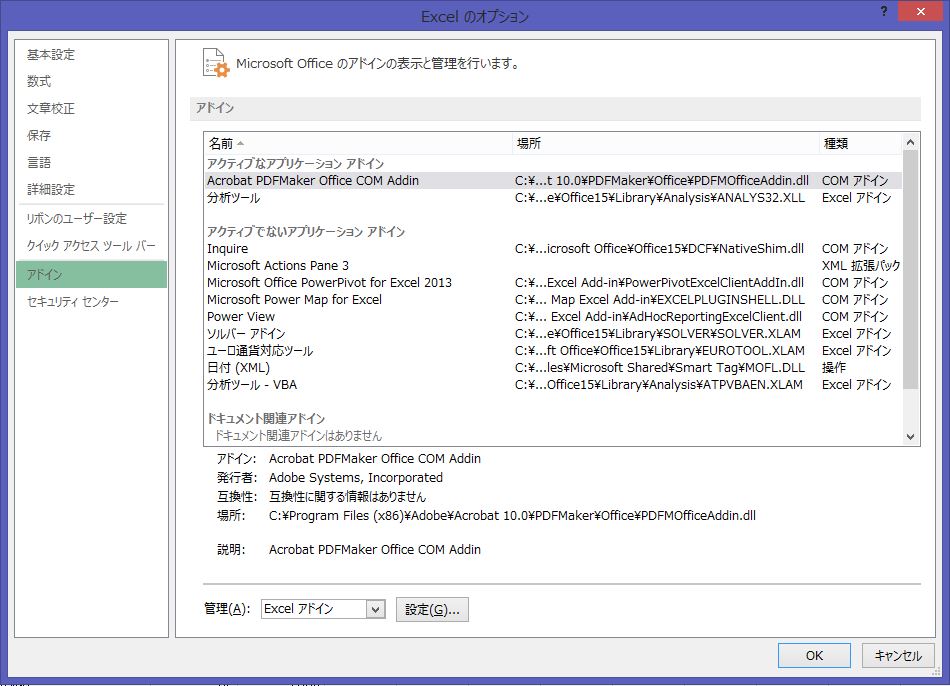 Excel のオプション
?
基本設定
数式
文章校正
保存
言語
詳細設定
リボンのユーザー設定
クイック アクセス ツール バー
アドイン
セキュリティ センター
Microsoft Office のアドインの表示と管理を行います。
アドイン
名前 場所 種類
アクティブなアプリケーション アドイン
Acrobat PDFMaker Office COM Addin C:¥...t 10.0¥PDFMaker¥Office¥PDFMOfficeAddin.dll COM アドイン
分析ツール C:¥...e¥Office15¥Library¥Analysis¥ANALYS32.XLL Excel アドイン
アクティブでないアプリケーション アドイン
Inquire C:¥...icrosoft Office¥Office15¥DCF¥NativeShim.dll COM アドイン
Microsoft Actions Pane 3 XML 拡張パック
Microsoft Office PowerPivot for Excel 2013 C:¥...Excel Add-in¥PowerPivotExcelClientAddIn.dll COM アドイン
Microsoft Power Map for Excel C:¥... Map Excel Add-in¥EXCELPLUGINSHELL.DLL COM アドイン
Power View C:¥... Excel Add-in¥AdHocReportingExcelClient.dll COM アドイン
ソルバー アドイン C:¥...e¥Office15¥Library¥SOLVER¥SOLVER.XLAM Excel アドイン
ユーロ通貨対応ツール C:¥...ft Office¥Office15¥Library¥EUROTOOL.XLAM Excel アドイン
日付 (XML) C:¥...les¥Microsoft Shared¥Smart Tag¥MOFL.DLL 操作
分析ツール - VBA C:¥...Office15¥Library¥Analysis¥ATPVBAEN.XLAM Excel アドイン
ドキュメント関連アドイン
ドキュメント関連アドインはありません
アドイン: Acrobat PDFMaker Office COM Addin
発行者: Adobe Systems, Incorporated
互換性: 互換性に関する情報はありません
場所: C:¥Program Files (x86)¥Adobe¥Acrobat 10.0¥PDFMaker¥Office¥PDFMOfficeAddin.dll
説明: Acrobat PDFMaker Office COM Addin
管理(A): Excel アドイン 設定(G)...
OK キャンセル